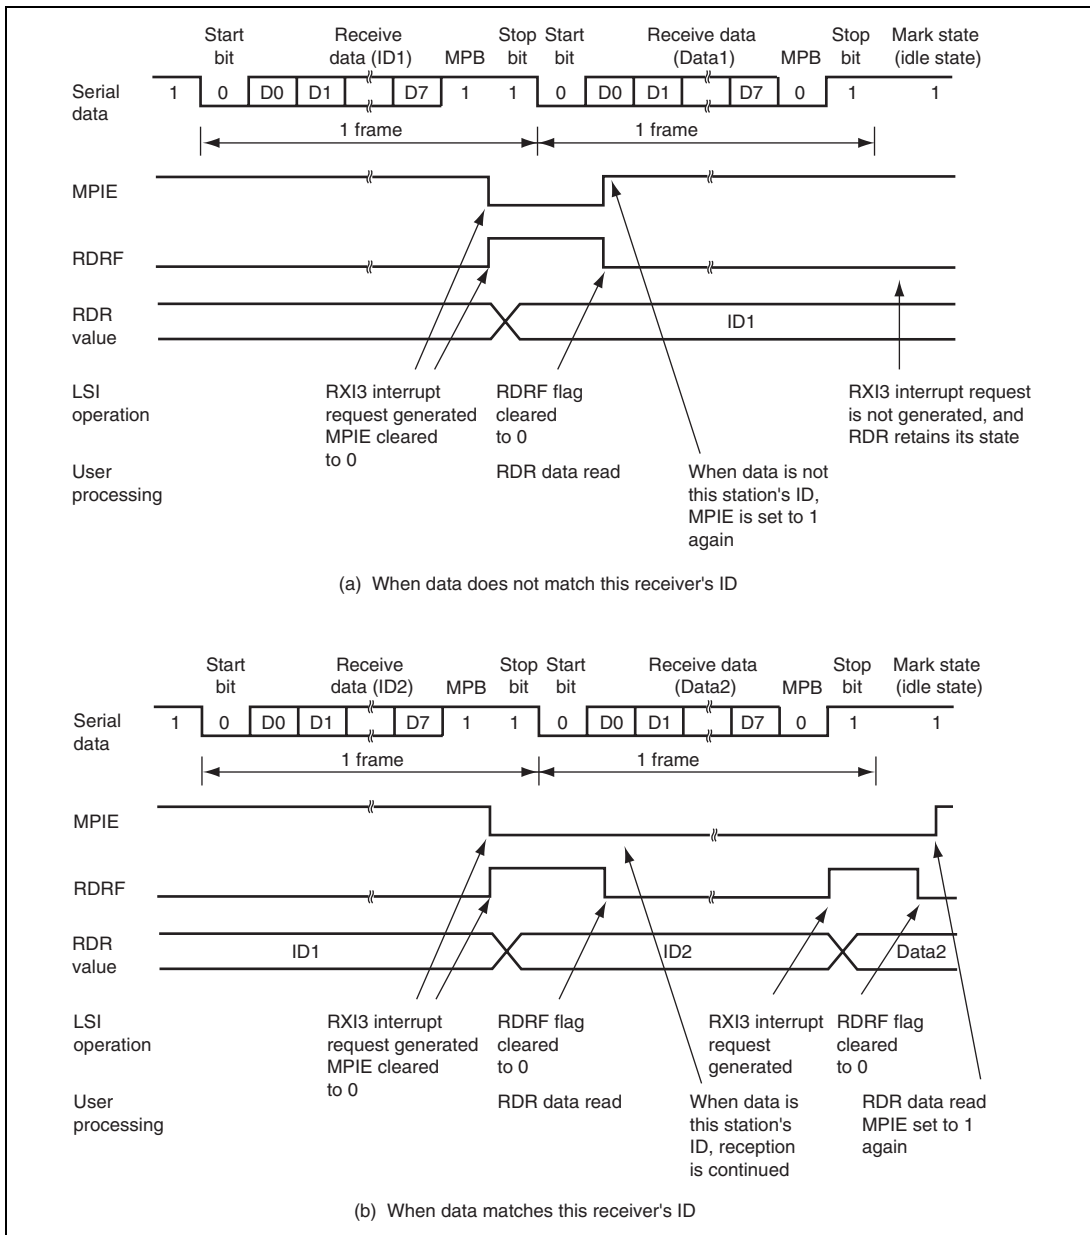 Start Receive Stop Start Receive data Stop Mark state
bit data (ID1) MPB bit bit (Data1) MPB bit (idle state)
Serial
data
1 0 D0 D1 D7 1 1 0 D0 D1 D7 0 1 1
1 frame 1 frame
MPIE
RDRF
RDR
value
ID1
LSI
operation
RXI3 interrupt
request generated
MPIE cleared
to 0
RDRF flag
cleared
to 0
RXI3 interrupt request
is not generated, and
RDR retains its state
User
processing
RDR data read
When data is not
this station's ID,
MPIE is set to 1
again
(a) When data does not match this receiver's ID
Start Receive Stop Start Receive data Stop Mark state
bit data (ID2) MPB bit bit (Data2) MPB bit (idle state)
Serial
data
1 0 D0 D1 D7 1 1 0 D0 D1 D7 0 1 1
1 frame 1 frame
MPIE
RDRF
RDR
value
ID1 ID2 Data2
LSI
operation
RXI3 interrupt
request generated
MPIE cleared
to 0
RDRF flag
cleared
to 0
RXI3 interrupt
request
generated
RDRF flag
cleared
to 0
User
processing
RDR data read
When data is
this station's
ID, reception
is continued
RDR data read
MPIE set to 1
again
(b) When data matches this receiver's ID